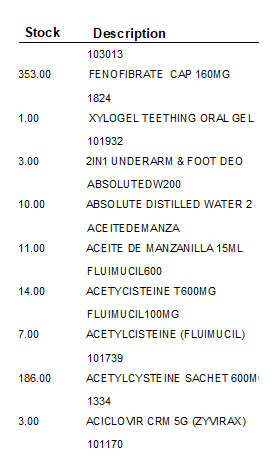 Stock Description
103013
353.00 FENOFIBRATE CAP 160MG
1824
1.00 XYLOGEL TEETHING ORAL GEL
101932
3.00 2IN1 UNDERARM & FOOT DEO
ABSOLUTEDW200
10.00 ABSOLUTE DISTILLED WATER 2
ACEITEDEMANZA
11.00 ACEITE DE MANZANILLA 15ML
FLUIMUCIL600
14.00 ACETYCISTEINE T600MG
FLUIMUCIL100MG
7.00 ACETYLCISTEINE (FLUIMUCIL)
101739
186.00 ACETYLCYSTEINE SACHET 600M
1334
3.00 ACICLOVIR CRM 5G (ZYVIRAX)
101170